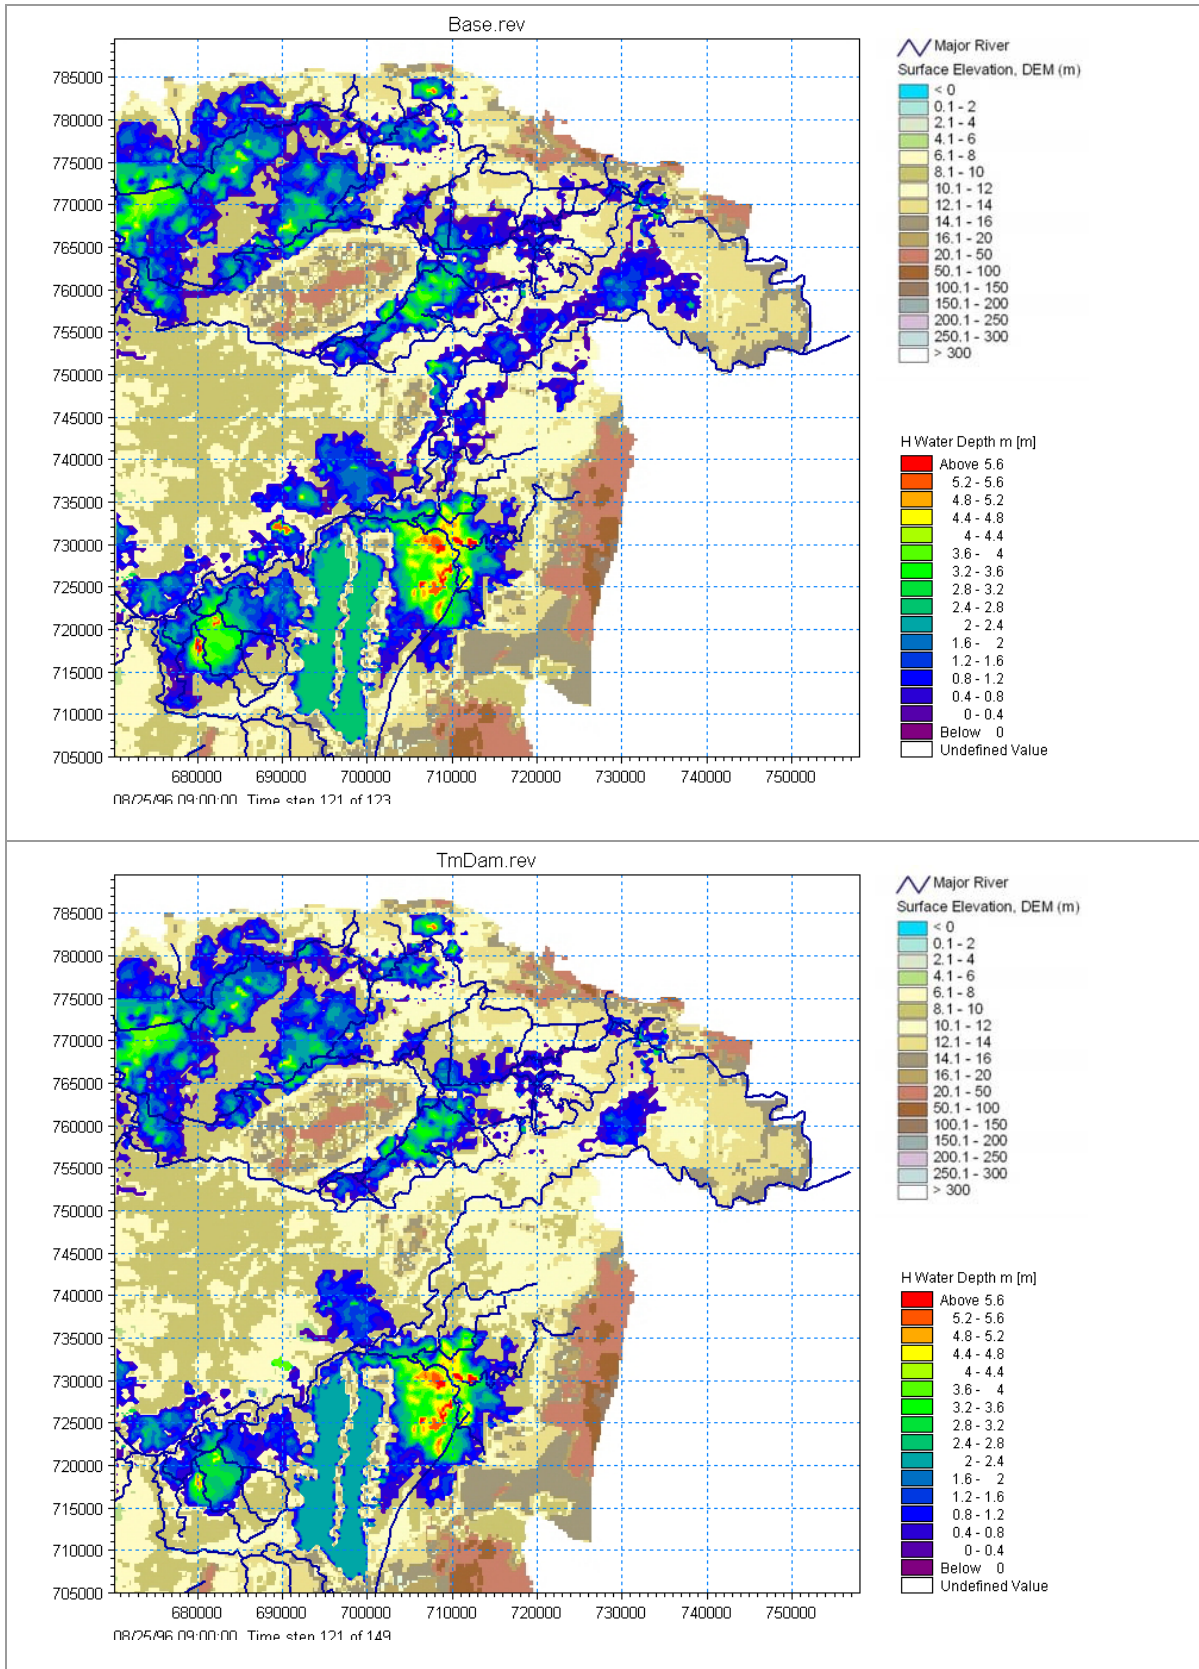 Base.rev
785000
780000
775000
770000
765000
760000
755000
750000
745000
740000
735000
730000
725000
720000
715000
710000
705000
680000 690000 700000 710000 720000 730000 740000 750000
08/25/96 09:00:00 Time step 121 of 123
Major River
Surface Elevation, DEM (m)
< 0
0.1 - 2
2.1 - 4
4.1 - 6
6.1 - 8
8.1 - 10
10.1 - 12
12.1 - 14
14.1 - 16
16.1 - 20
20.1 - 50
50.1 - 100
100.1 - 150
150.1 - 200
200.1 - 250
250.1 - 300
> 300
H Water Depth m [m]
Above 5.6
5.2 - 5.6
4.8 - 5.2
4.4 - 4.8
4 - 4.4
3.6 - 4
3.2 - 3.6
2.8 - 3.2
2.4 - 2.8
2 - 2.4
1.6 - 2
1.2 - 1.6
0.8 - 1.2
0.4 - 0.8
0 - 0.4
Below 0
Undefined Value
TmDam.rev
785000
780000
775000
770000
765000
760000
755000
750000
745000
740000
735000
730000
725000
720000
715000
710000
705000
680000 690000 700000 710000 720000 730000 740000 750000
08/25/96 09:00:00 Time step 121 of 149
Major River
Surface Elevation, DEM (m)
< 0
0.1 - 2
2.1 - 4
4.1 - 6
6.1 - 8
8.1 - 10
10.1 - 12
12.1 - 14
14.1 - 16
16.1 - 20
20.1 - 50
50.1 - 100
100.1 - 150
150.1 - 200
200.1 - 250
250.1 - 300
> 300
H Water Depth m [m]
Above 5.6
5.2 - 5.6
4.8 - 5.2
4.4 - 4.8
4 - 4.4
3.6 - 4
3.2 - 3.6
2.8 - 3.2
2.4 - 2.8
2 - 2.4
1.6 - 2
1.2 - 1.6
0.8 - 1.2
0.4 - 0.8
0 - 0.4
Below 0
Undefined Value